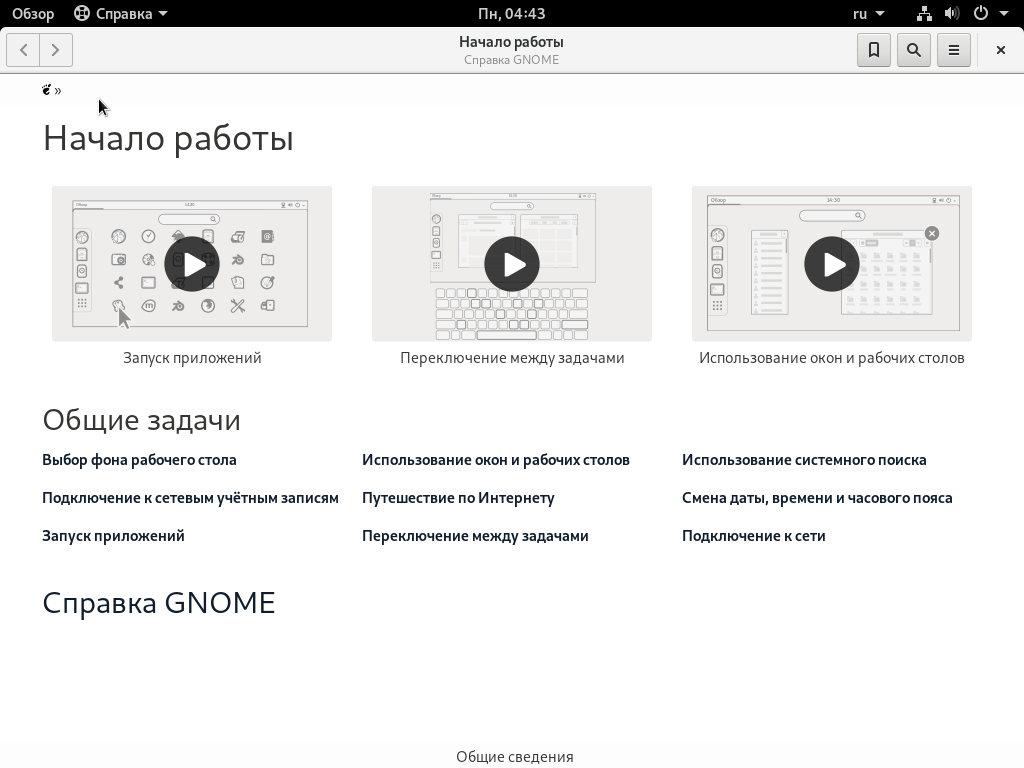 Обзор Справка Пн, 04:43 ru
Начало работы
Справка GNOME
»
Начало работы
Обзор 14:30
Обзор 14:30
Запуск приложений Переключение между задачами Использование окон и рабочих столов
Общие задачи
Выбор фона рабочего стола Использование окон и рабочих столов Использование системного поиска
Подключение к сетевым учётным записям Путешествие по Интернету Смена даты, времени и часового пояса
Запуск приложений Переключение между задачами Подключение к сети
Справка GNOME
Общие сведения